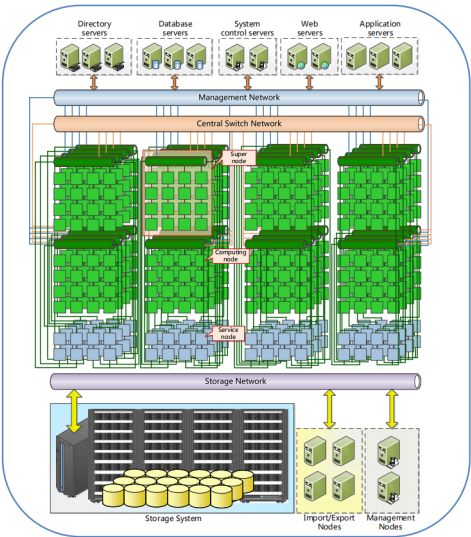 Directory
servers
Database
servers
System
control servers
Web
servers
Application
servers
Management Network
Central Switch Network
Super
node
Computing
node
Service
node
Storage Network
Storage System
Import/Export
Nodes
Management
Nodes